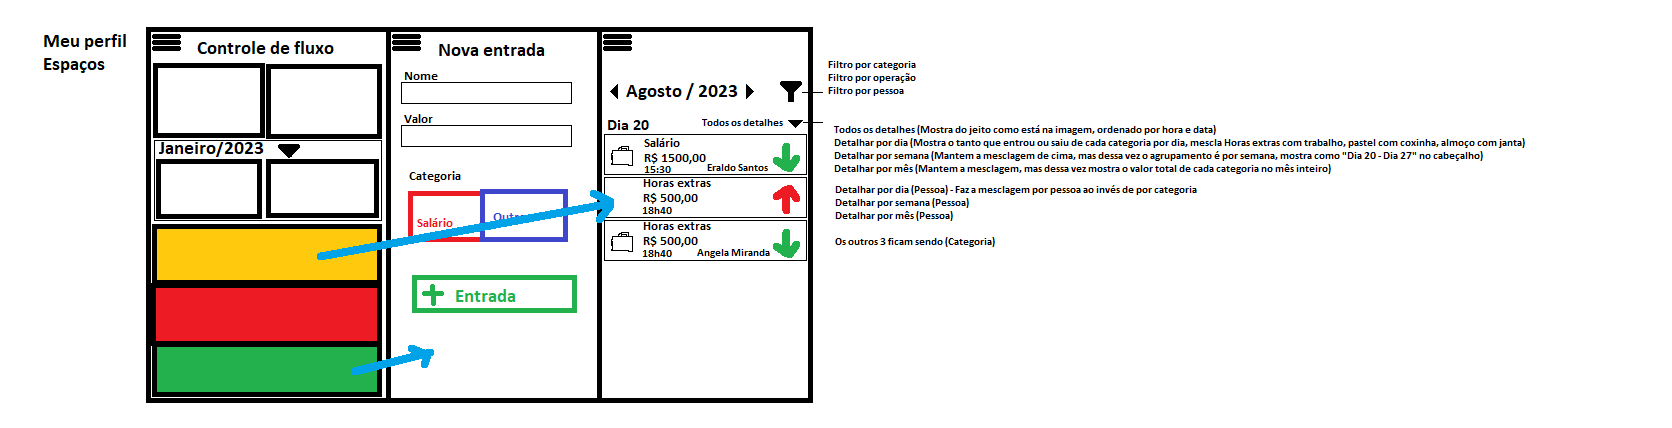 Meu perfil
Espaços
Controle de fluxo
Janeiro/2023
Nova entrada
Nome
Valor
Categoria
Salário
Entrada
Agosto / 2023
Dia 20
Todos os detalhes
Salário
R$ 1500,00
15:30
Eraldo Santos
Horas extras
R$ 500,00
18h40
Horas extras
R$ 500,00
18h40
Angela Miranda
Filtro por categoria
Filtro por operação
Filtro por pessoa
Todos os detalhes (Mostra do jeito como está na imagem, ordenado por hora e data)
Detalhar por dia (Mostra o tanto que entrou ou saiu de cada categoria por dia, mescla Horas extras com trabalho, pastel com coxinha, almoço com janta)
Detalhar por semana (Mantem a mesclagem de cima, mas dessa vez o agrupamento é por semana, mostra como "Dia 20 - Dia 27" no cabeçalho)
Detalhar por mês (Mantem a mesclagem, mas dessa vez mostra o valor total de cada categoria no mês inteiro)
Detalhar por dia (Pessoa) - Faz a mesclagem por pessoa ao invés de por categoria
Detalhar por semana (Pessoa)
Detalhar por mês (Pessoa)
Os outros 3 ficam sendo (Categoria)